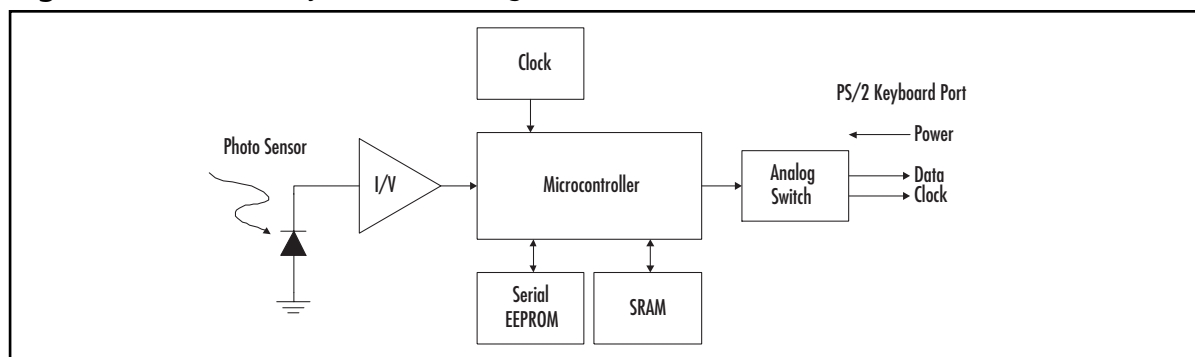 Clock
PS/2 Keyboard Port
Power
Photo Sensor
I/V
Microcontroller
Analog
Switch
Data
Clock
Serial
EEPROM
SRAM